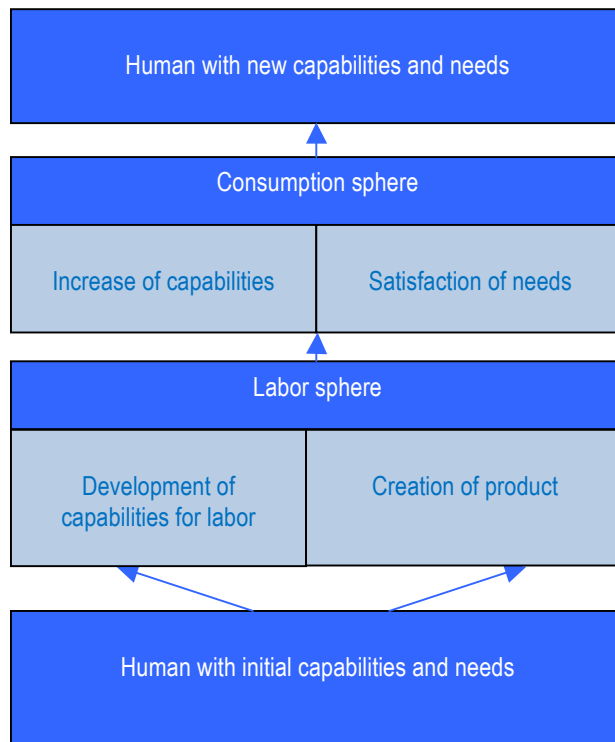 Human with new capabilities and needs
Consumption sphere
Increase of capabilities
Satisfaction of needs
Labor sphere
Development of
capabilities for labor
Creation of product
Human with initial capabilities and needs